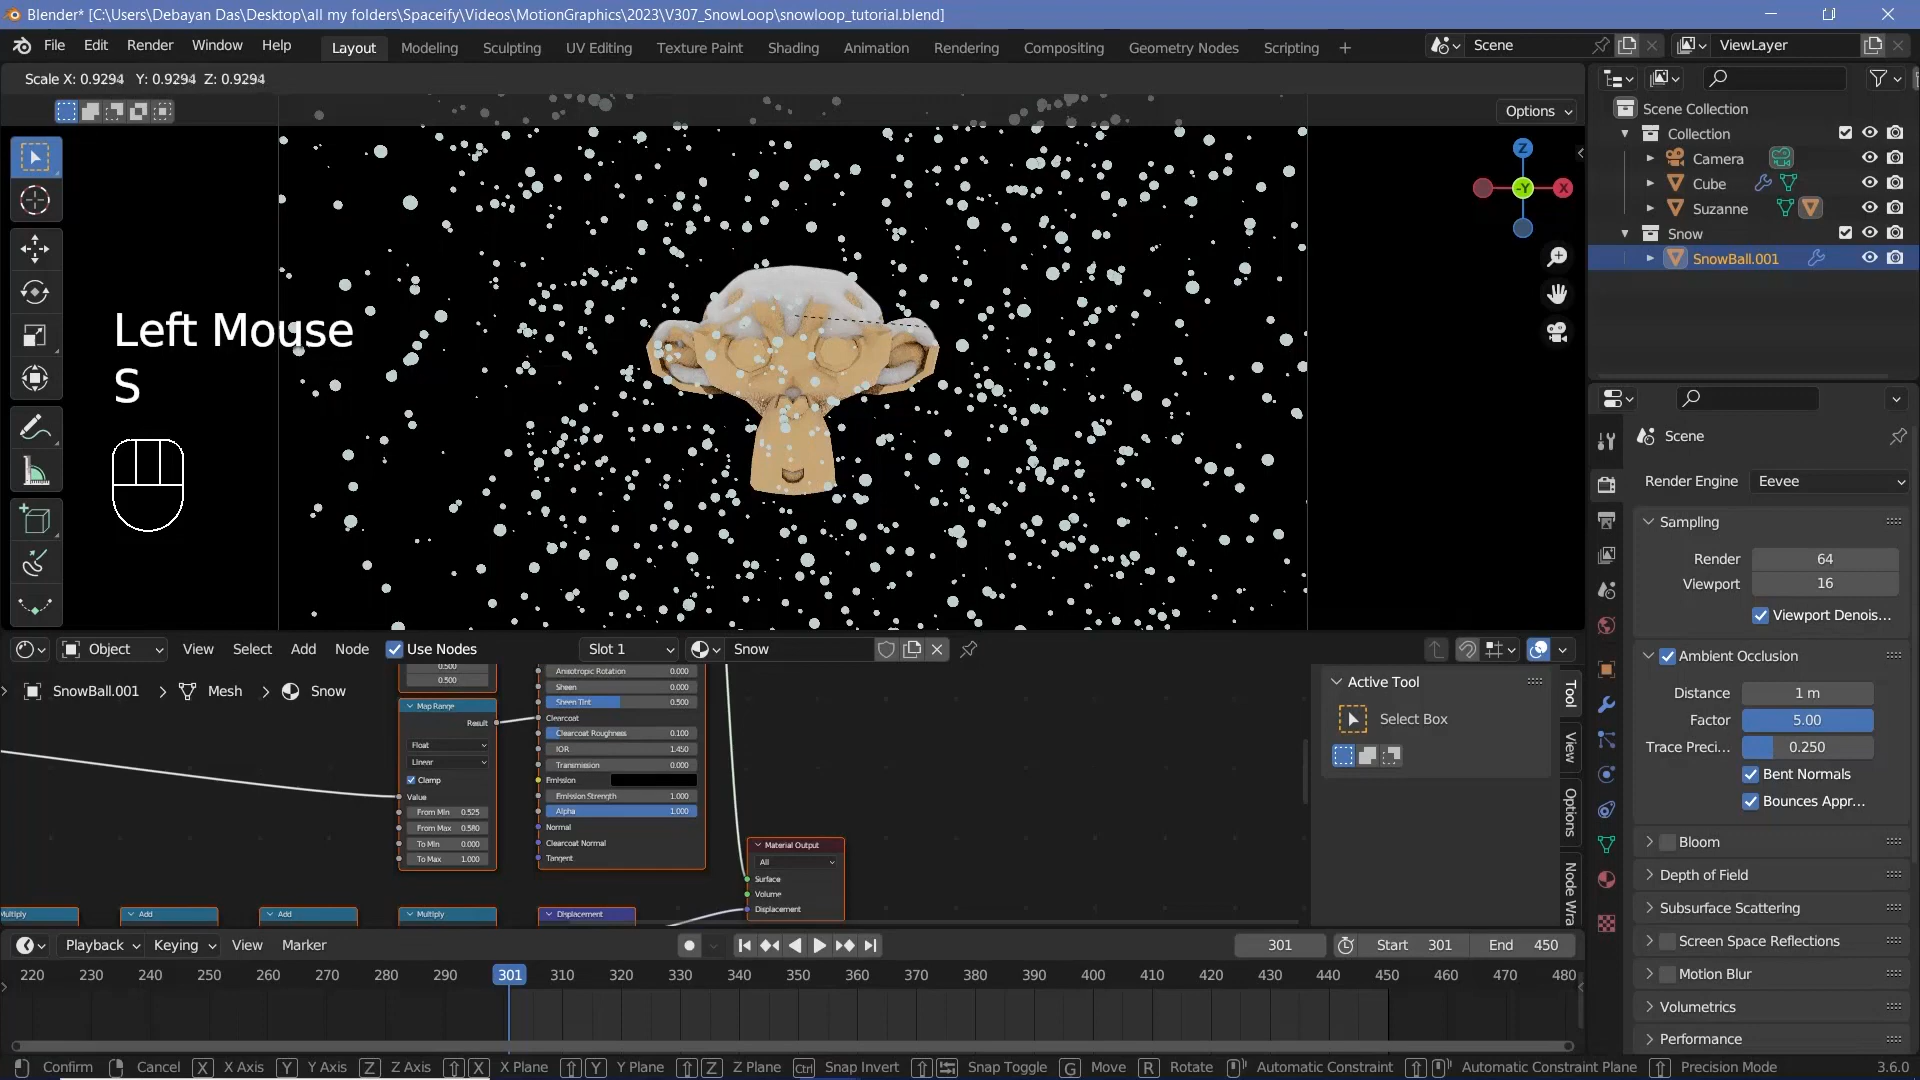 Blender* [C:\Users\Debayan Das\Desktop\all my folders\Spaceify\Videos\MotionGraphics\2023\V307_SnowLoop\snowloop_tutorial.blend]
File Edit Render Window Help Layout Modeling Sculpting UV Editing Texture Paint Shading Animation Rendering Compositing Geometry Nodes Scripting + Scene ViewLayer
Scale X: 0.9294 Y: 0.9294 Z: 0.9294
Options
Z
-Y X
Left Mouse
S
Scene Collection
Collection
Camera
Cube
Suzanne
Snow
SnowBall.001
Scene
Render Engine Eevee
Sampling
Render 64
Viewport 16
Viewport Denois...
Ambient Occlusion
Distance 1 m
Factor 5.00
Trace Preci... 0.250
Bent Normals
Bounces Appr...
Bloom
Depth of Field
Subsurface Scattering
Screen Space Reflections
Motion Blur
Volumetrics
Performance
Object View Select Add Node Use Nodes Slot 1 Snow
SnowBall.001 Mesh Snow
0.500
0.500
Map Range
Result
Float
Linear
Clamp
Value
From Min 0.525
From Max 0.580
To Min 0.000
To Max 1.000
Anisotropic Rotation 0.000
Sheen 0.000
Sheen Tint 0.500
Clearcoat
Clearcoat Roughness 0.100
IOR 1.450
Transmission 0.000
Emission
Emission Strength 1.000
Alpha 1.000
Normal
Clearcoat Normal
Tangent
Material Output
All
Surface
Volume
Displacement
Multiply Add Add Multiply Displacement
Active Tool
Select Box
Tool
View
Options
Node Wra
Playback Keying View Marker 301 Start 301 End 450
220 230 240 250 260 270 280 290 301 310 320 330 340 350 360 370 380 390 400 410 420 430 440 450 460 470 480
Confirm Cancel X X Axis Y Y Axis Z Z Axis X X Plane Y Y Plane Z Z Plane Ctrl Snap Invert Snap Toggle G Move R Rotate Automatic Constraint Automatic Constraint Plane Precision Mode 3.6.0